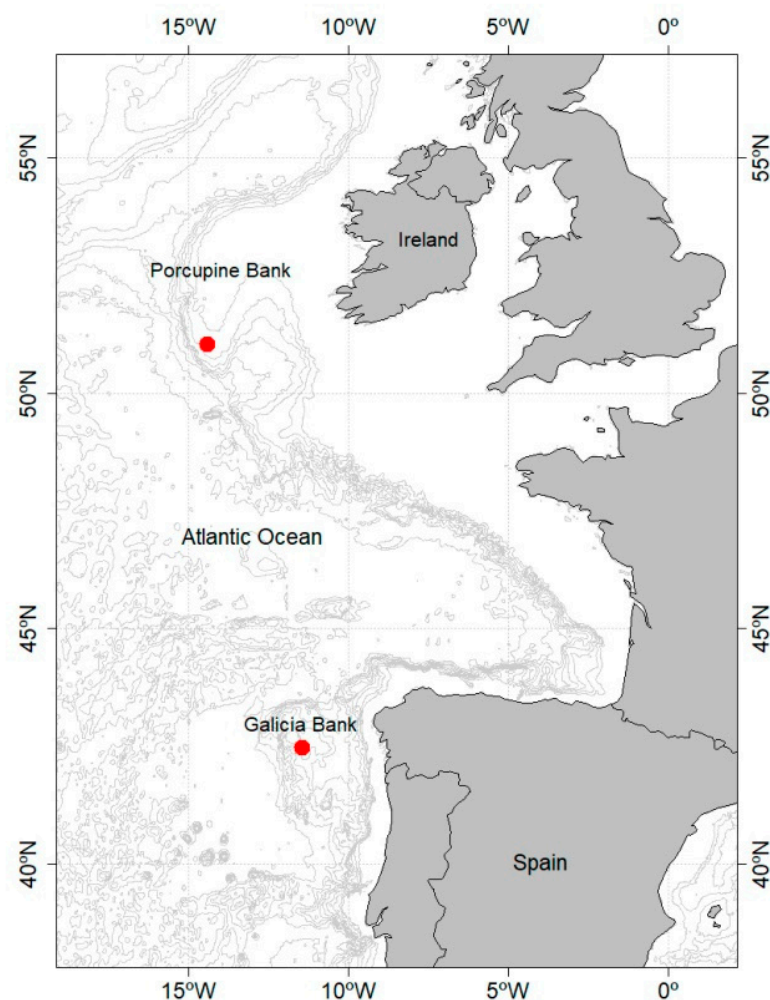 15ºW 10ºW 5ºW 0º
55ºN 55ºN
Ireland
Porcupine Bank
50ºN 50ºN
Atlantic Ocean
45ºN 45ºN
Galicia Bank
40ºN 40ºN
Spain
15ºW 10ºW 5ºW 0º